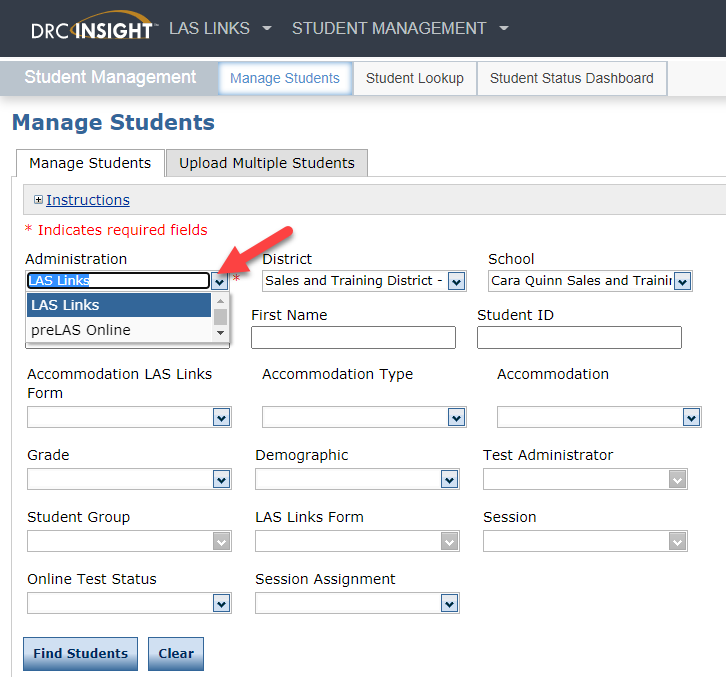 DRC INSIGHT™ LAS LINKS STUDENT MANAGEMENT
Student Management Manage Students Student Lookup Student Status Dashboard
Manage Students
Manage Students Upload Multiple Students
Instructions
* Indicates required fields
Administration District School
LAS Links * Sales and Training District - Cara Quinn Sales and Trainin
LAS Links
preLAS Online
First Name Student ID
Accommodation LAS Links Form Accommodation Type Accommodation
Grade Demographic Test Administrator
Student Group LAS Links Form Session
Online Test Status Session Assignment
Find Students Clear